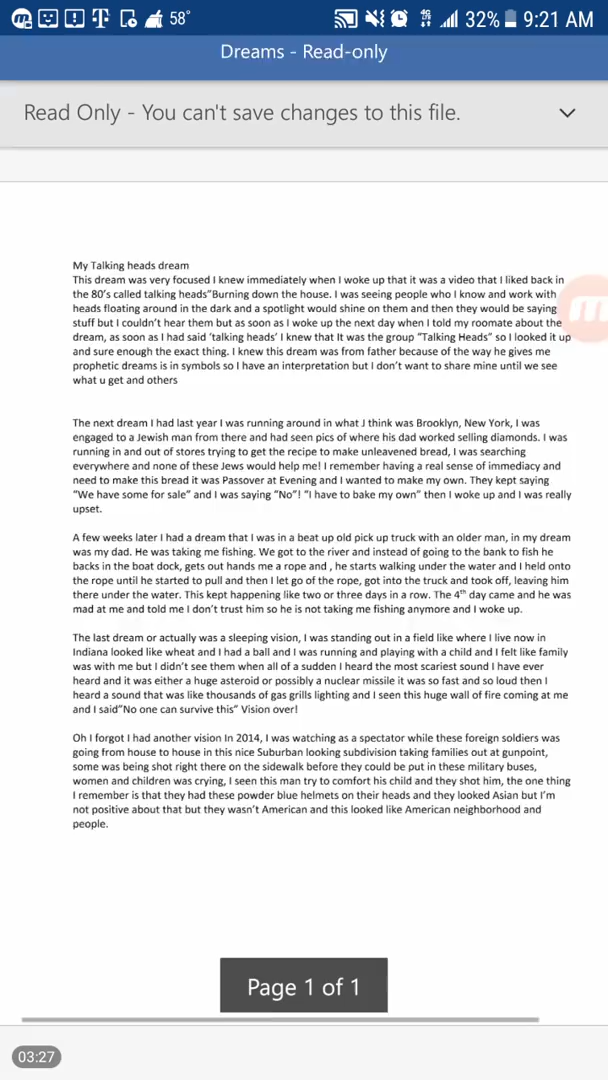 58°
32%
9:21 AM
Dreams - Read-only
Read Only - You can't save changes to this file.
My Talking heads dream
This dream was very focused I knew immediately when I woke up that it was a video that I liked back in
the 80's called talking heads"Burning down the house. I was seeing people who I know and work with
heads floating around in the dark and a spotlight would shine on them and then they would be saying
stuff but I couldn't hear them but as soon as I woke up the next day when I told my roomate about the
dream, as soon as I had said 'talking heads' I knew that It was the group "Talking Heads" so I looked it up
and sure enough the exact thing. I knew this dream was from father because of the way he gives me
prophetic dreams is in symbols so I have an interpretation but I don't want to share mine until we see
what u get and others
The next dream I had last year I was running around in what J think was Brooklyn, New York, I was
engaged to a Jewish man from there and had seen pics of where his dad worked selling diamonds. I was
running in and out of stores trying to get the recipe to make unleavened bread, I was searching
everywhere and none of these Jews would help me! I remember having a real sense of immediacy and
need to make this bread it was Passover at Evening and I wanted to make my own. They kept saying
"We have some for sale" and I was saying "No"! "I have to bake my own" then I woke up and I was really
upset.
A few weeks later I had a dream that I was in a beat up old pick up truck with an older man, in my dream
was my dad. He was taking me fishing. We got to the river and instead of going to the bank to fish he
backs in the boat dock, gets out hands me a rope and , he starts walking under the water and I held onto
the rope until he started to pull and then I let go of the rope, got into the truck and took off, leaving him
there under the water. This kept happening like two or three days in a row. The 4th day came and he was
mad at me and told me I don't trust him so he is not taking me fishing anymore and I woke up.
The last dream or actually was a sleeping vision, I was standing out in a field like where I live now in
Indiana looked like wheat and I had a ball and I was running and playing with a child and I felt like family
was with me but I didn't see them when all of a sudden I heard the most scariest sound I have ever
heard and it was either a huge asteroid or possibly a nuclear missile it was so fast and so loud then I
heard a sound that was like thousands of gas grills lighting and I seen this huge wall of fire coming at me
and I said"No one can survive this" Vision over!
Oh I forgot I had another vision In 2014, I was watching as a spectator while these foreign soldiers was
going from house to house in this nice Suburban looking subdivision taking families out at gunpoint,
some was being shot right there on the sidewalk before they could be put in these military buses,
women and children was crying, I seen this man try to comfort his child and they shot him, the one thing
I remember is that they had these powder blue helmets on their heads and they looked Asian but I'm
not positive about that but they wasn't American and this looked like American neighborhood and
people.
Page 1 of 1
03:27